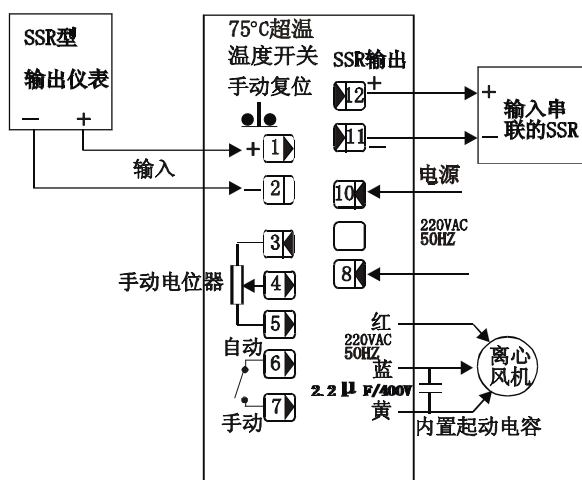 SSR型
输出仪表
— +
输入
75°C超温
温度开关
手动复位
SSR输出
+
12
11
—
+ 1
— 2
10
电源
220VAC
50HZ
8
3
4
5
手动电位器
自动
6
7
手动
+
—
输入串
联的SSR
红
220VAC
50HZ
蓝
2.2μ F/400V
黄
离心
风机
内置起动电容